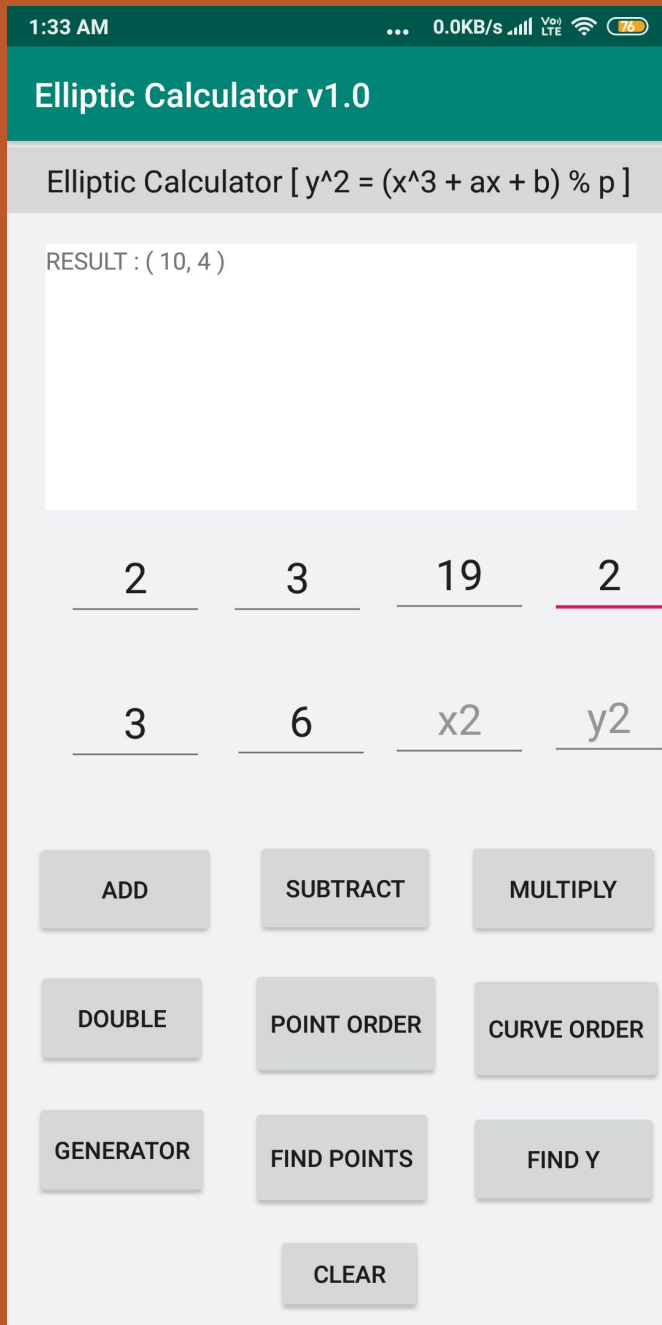 1:33 AM ... 0.0KB/s Vo) LTE 76
Elliptic Calculator v1.0
Elliptic Calculator [ y^2 = (x^3 + ax + b) % p ]
RESULT : ( 10, 4 )
2 3 19 2
3 6 x2 y2
ADD SUBTRACT MULTIPLY
DOUBLE POINT ORDER CURVE ORDER
GENERATOR FIND POINTS FIND Y
CLEAR